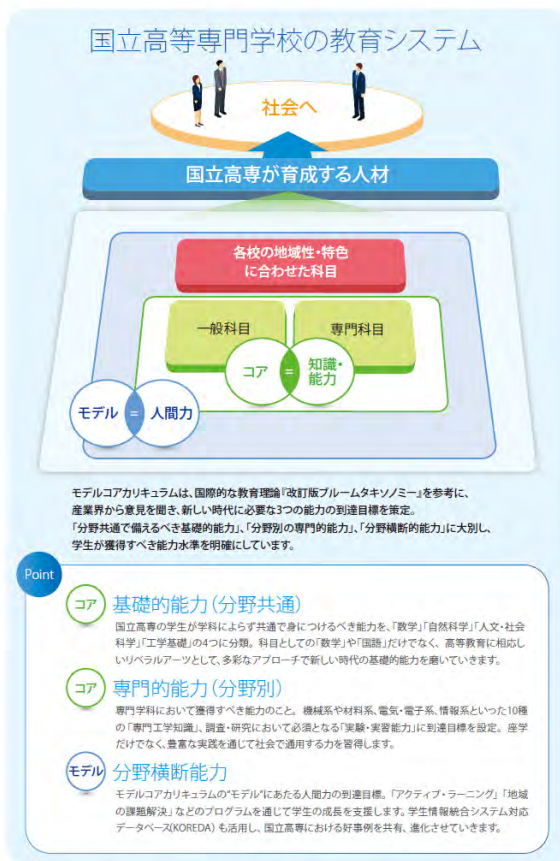 国立高等専門学校の教育システム
社会へ
国立高専が育成する人材
各校の地域性・特色
に合わせた科目
一般科目
専門科目
コア
=
知識・
能力
モデル
=
人間力
モデルコアカリキュラムは、国際的な教育理論『改訂版ブルームタキソノミー』を参考に、
産業界から意見を聞き、新しい時代に必要な3つの能力の到達目標を策定。
「分野共通で備えるべき基礎的能力」、「分野別の専門的能力」、「分野横断的能力」に大別し、
学生が獲得すべき能力水準を明確にしています。
Point
コア
基礎的能力（分野共通）
国立高専の学生が学科によらず共通で身につけるべき能力を、「数学」「自然科学」「人文・社会
科学」「工学基礎」の4つに分類。科目としての「数学」や「国語」だけでなく、高等教育に相応し
いリベラルアーツとして、多彩なアプローチで新しい時代の基礎的能力を磨いていきます。
コア
専門的能力（分野別）
専門学科において獲得すべき能力のこと。機械系や材料系、電気・電子系、情報系といった10種
の「専門工学知識」、調査・研究において必須となる「実験・実習能力」に到達目標を設定。座学
だけでなく、豊富な実践を通じて社会で通用する力を習得します。
モデル
分野横断能力
モデルコアカリキュラムの“モデル”にあたる人間力の到達目標。「アクティブ・ラーニング」「地域
の課題解決」などのプログラムを通じて学生の成長を支援します。学生情報統合システム対応
データベース(KOREDA)も活用し、国立高専における好事例を共有、進化させていきます。